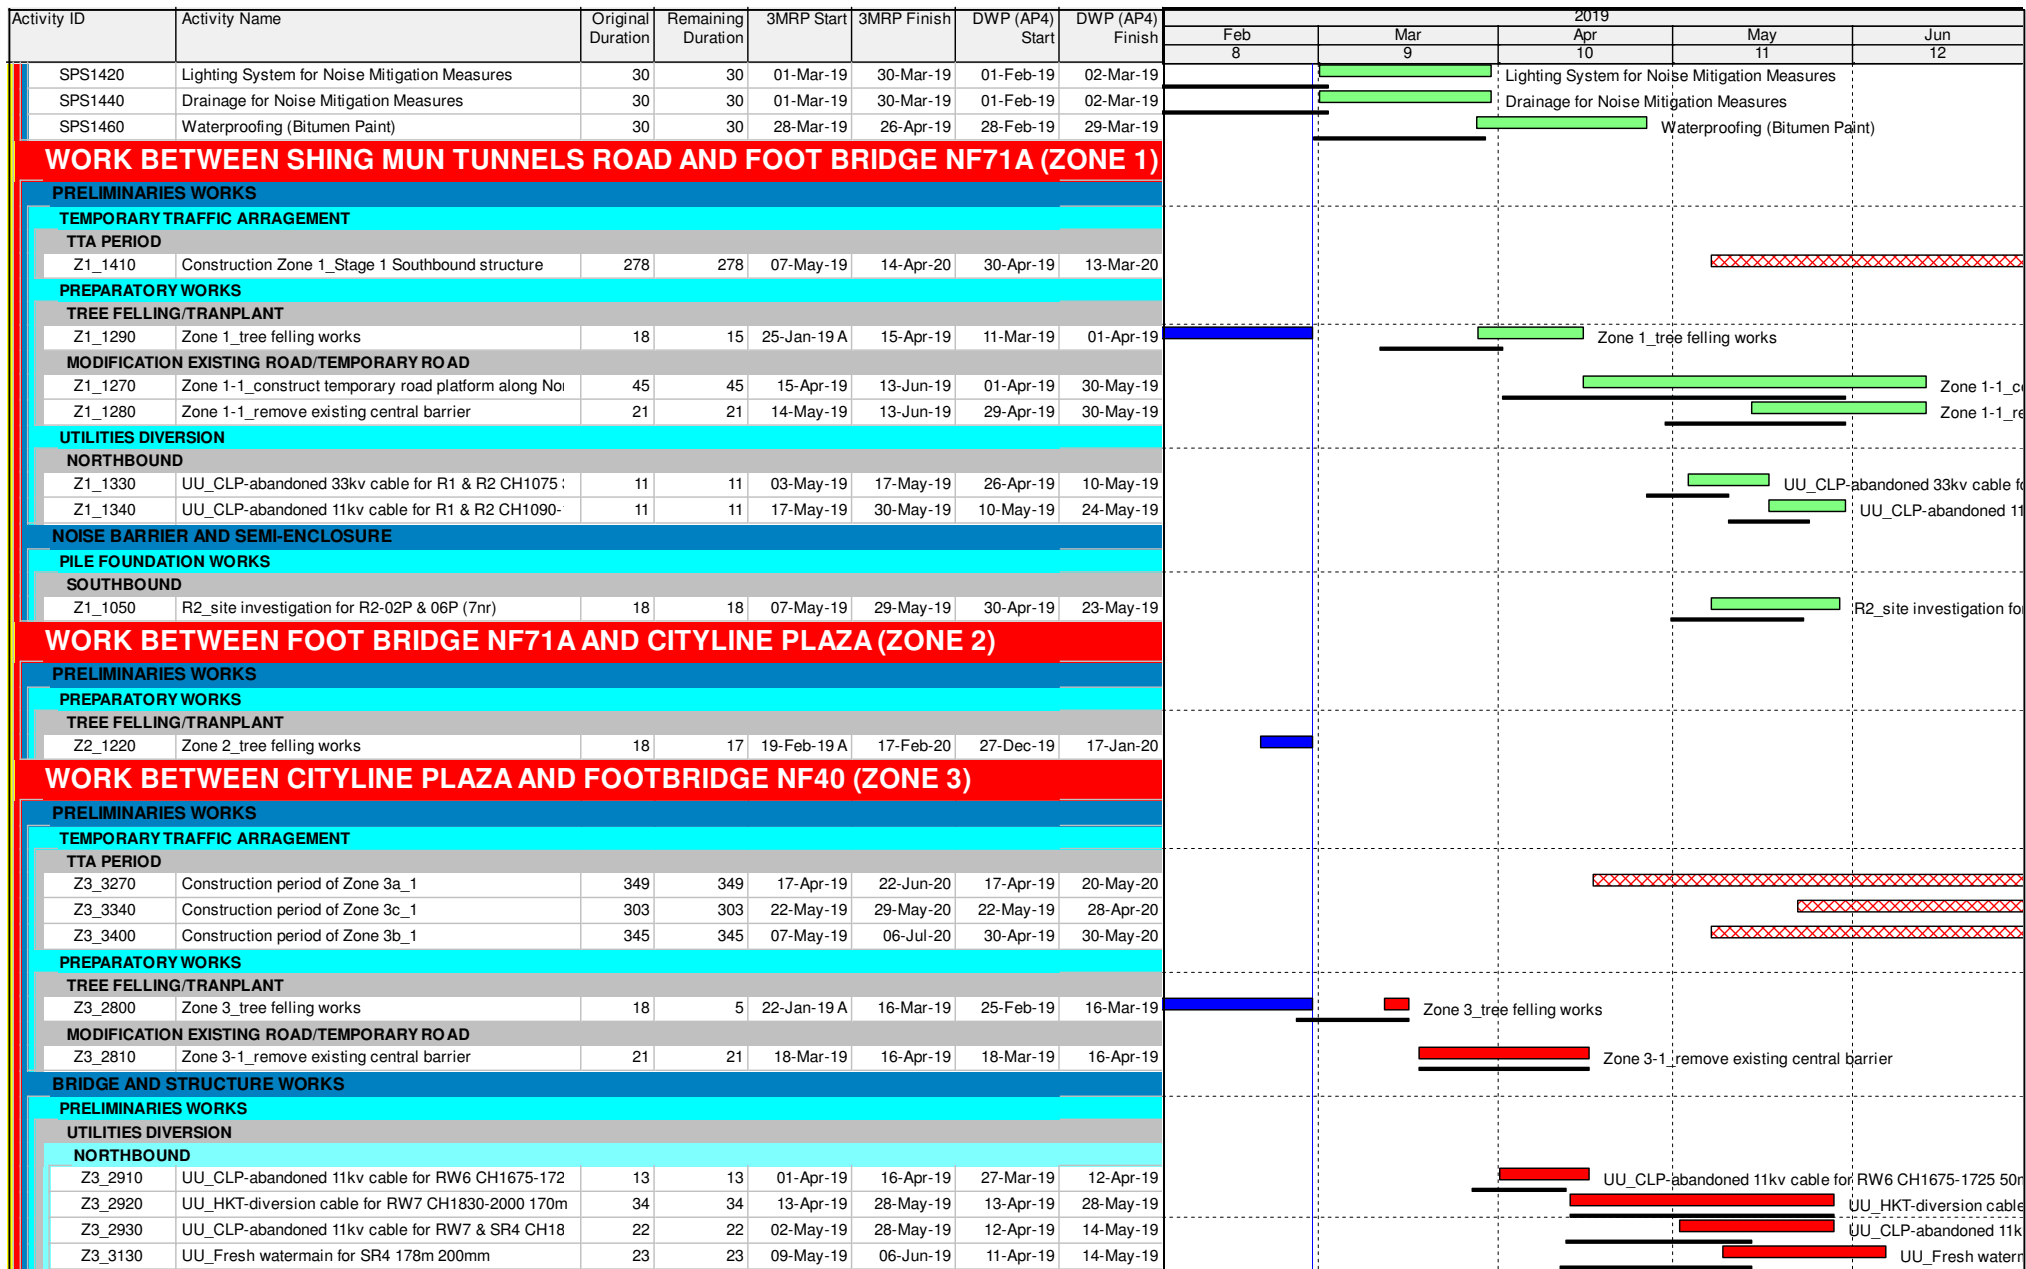 Activity ID Activity Name Original Duration Remaining Duration 3MRP Start 3MRP Finish DWP (AP4) Start DWP (AP4) Finish
2019
Feb Mar Apr May Jun
8 9 10 11 12
SPS1420 Lighting System for Noise Mitigation Measures 30 30 01-Mar-19 30-Mar-19 01-Feb-19 02-Mar-19 Lighting System for Noise Mitigation Measures
SPS1440 Drainage for Noise Mitigation Measures 30 30 01-Mar-19 30-Mar-19 01-Feb-19 02-Mar-19 Drainage for Noise Mitigation Measures
SPS1460 Waterproofing (Bitumen Paint) 30 30 28-Mar-19 26-Apr-19 28-Feb-19 29-Mar-19 Waterproofing (Bitumen Paint)
WORK BETWEEN SHING MUN TUNNELS ROAD AND FOOT BRIDGE NF71A (ZONE 1)
PRELIMINARIES WORKS
TEMPORARY TRAFFIC ARRAGEMENT
TTA PERIOD
Z1_1410 Construction Zone 1_Stage 1 Southbound structure 278 278 07-May-19 14-Apr-20 30-Apr-19 13-Mar-20
PREPARATORY WORKS
TREE FELLING/TRANPLANT
Z1_1290 Zone 1_tree felling works 18 15 25-Jan-19 A 15-Apr-19 11-Mar-19 01-Apr-19 Zone 1_tree felling works
MODIFICATION EXISTING ROAD/TEMPORARY ROAD
Z1_1270 Zone 1-1_construct temporary road platform along Nor 45 45 15-Apr-19 13-Jun-19 01-Apr-19 30-May-19 Zone 1-1_co
Z1_1280 Zone 1-1_remove existing central barrier 21 21 14-May-19 13-Jun-19 29-Apr-19 30-May-19 Zone 1-1_re
UTILITIES DIVERSION
NORTHBOUND
Z1_1330 UU_CLP-abandoned 33kv cable for R1 & R2 CH1075 11 11 03-May-19 17-May-19 26-Apr-19 10-May-19 UU_CLP-abandoned 33kv cable fo
Z1_1340 UU_CLP-abandoned 11kv cable for R1 & R2 CH1090- 11 11 17-May-19 30-May-19 10-May-19 24-May-19 UU_CLP-abandoned 11
NOISE BARRIER AND SEMI-ENCLOSURE
PILE FOUNDATION WORKS
SOUTHBOUND
Z1_1050 R2_site investigation for R2-02P & 06P (7nr) 18 18 07-May-19 29-May-19 30-Apr-19 23-May-19 R2_site investigation for
WORK BETWEEN FOOT BRIDGE NF71A AND CITYLINE PLAZA (ZONE 2)
PRELIMINARIES WORKS
PREPARATORY WORKS
TREE FELLING/TRANPLANT
Z2_1220 Zone 2_tree felling works 18 17 19-Feb-19 A 17-Feb-20 27-Dec-19 17-Jan-20
WORK BETWEEN CITYLINE PLAZA AND FOOTBRIDGE NF40 (ZONE 3)
PRELIMINARIES WORKS
TEMPORARY TRAFFIC ARRAGEMENT
TTA PERIOD
Z3_3270 Construction period of Zone 3a_1 349 349 17-Apr-19 22-Jun-20 17-Apr-19 20-May-20
Z3_3340 Construction period of Zone 3c_1 303 303 22-May-19 29-May-20 22-May-19 28-Apr-20
Z3_3400 Construction period of Zone 3b_1 345 345 07-May-19 06-Jul-20 30-Apr-19 30-May-20
PREPARATORY WORKS
TREE FELLING/TRANPLANT
Z3_2800 Zone 3_tree felling works 18 5 22-Jan-19 A 16-Mar-19 25-Feb-19 16-Mar-19 Zone 3_tree felling works
MODIFICATION EXISTING ROAD/TEMPORARY ROAD
Z3_2810 Zone 3-1_remove existing central barrier 21 21 18-Mar-19 16-Apr-19 18-Mar-19 16-Apr-19 Zone 3-1_remove existing central barrier
BRIDGE AND STRUCTURE WORKS
PRELIMINARIES WORKS
UTILITIES DIVERSION
NORTHBOUND
Z3_2910 UU_CLP-abandoned 11kv cable for RW6 CH1675-172 13 13 01-Apr-19 16-Apr-19 27-Mar-19 12-Apr-19 UU_CLP-abandoned 11kv cable for RW6 CH1675-1725 50m
Z3_2920 UU_HKT-diversion cable for RW7 CH1830-2000 170m 34 34 13-Apr-19 28-May-19 13-Apr-19 28-May-19 UU_HKT-diversion cable
Z3_2930 UU_CLP-abandoned 11kv cable for RW7 & SR4 CH18 22 22 02-May-19 28-May-19 12-Apr-19 14-May-19 UU_CLP-abandoned 11k
Z3_3130 UU_Fresh watermain for SR4 178m 200mm 23 23 09-May-19 06-Jun-19 11-Apr-19 14-May-19 UU_Fresh waterm